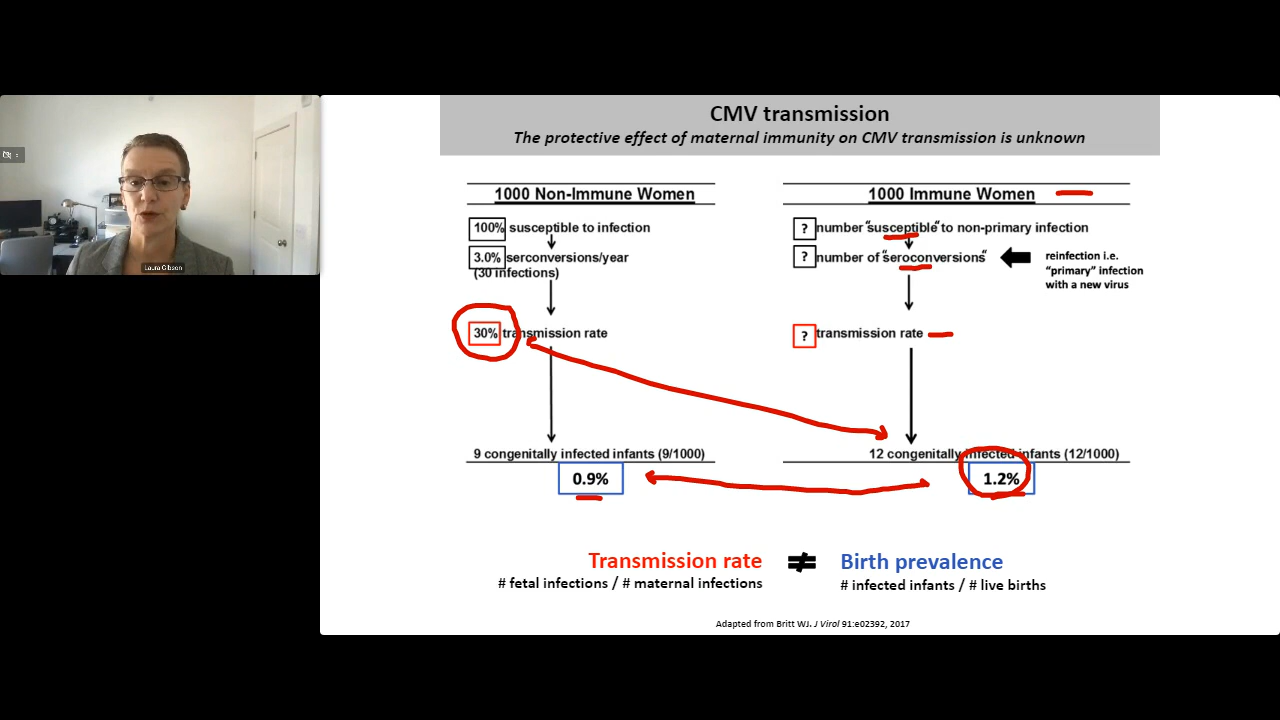 CMV transmission
The protective effect of maternal immunity on CMV transmission is unknown
1000 Non-Immune Women
100% susceptible to infection
3.0% serconversions/year
(30 infections)
30% transmission rate
9 congenitally infected infants (9/1000)
0.9%
1000 Immune Women
? number “susceptible“ to non-primary infection
? number of “seroconversions“
reinfection i.e.
“primary” infection
with a new virus
? transmission rate
12 congenitally infected infants (12/1000)
1.2%
Transmission rate ≠ Birth prevalence
# fetal infections / # maternal infections
# infected infants / # live births
Adapted from Britt WJ. J Virol 91:e02392, 2017
Laura Gibson